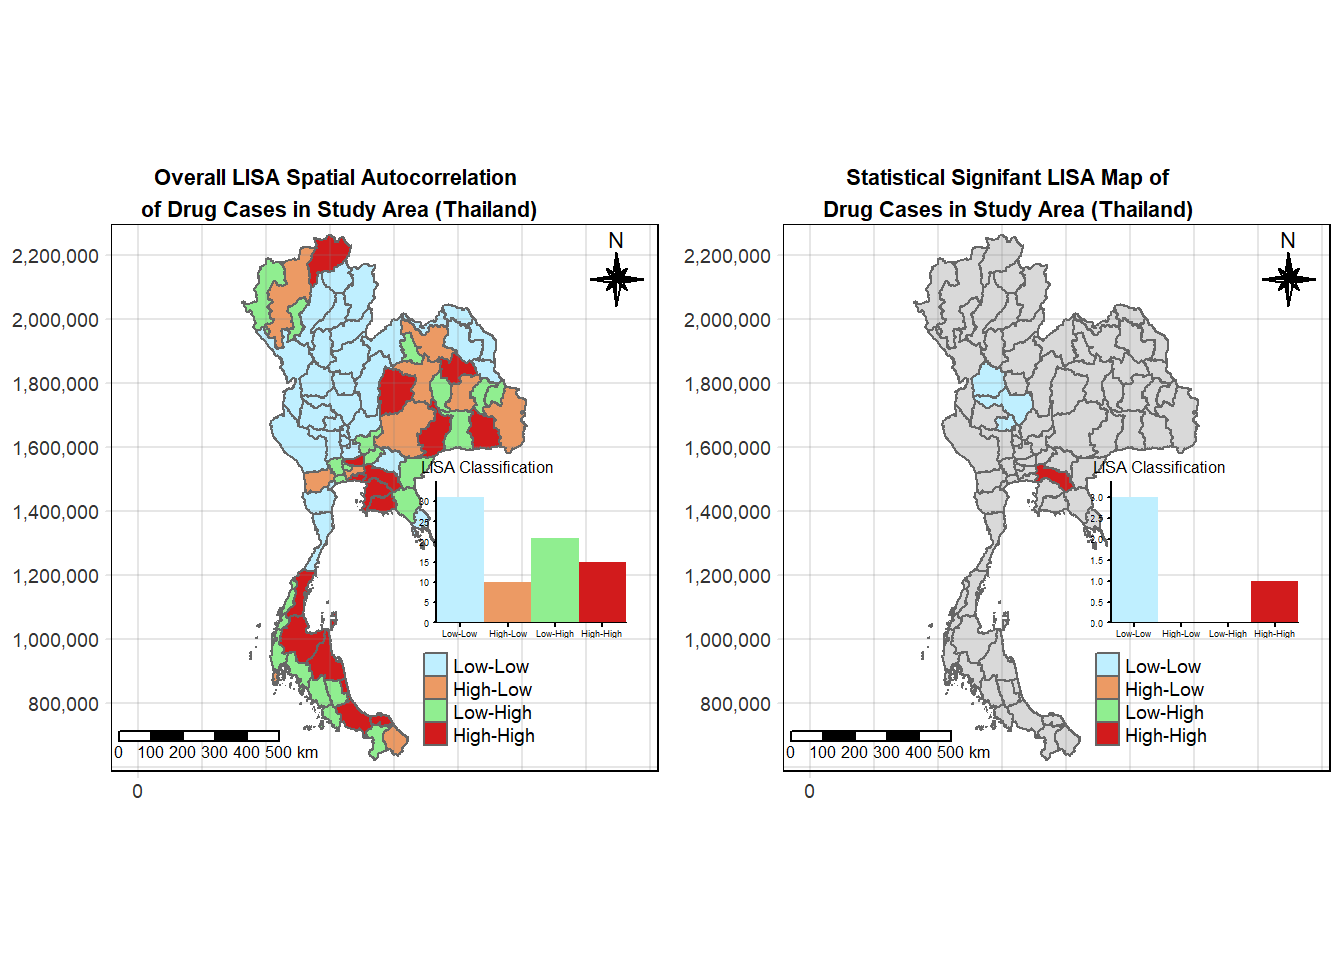 Overall LISA Spatial Autocorrelation
of Drug Cases in Study Area (Thailand)
2,200,000
2,000,000
1,800,000
1,600,000
1,400,000
1,200,000
1,000,000
800,000
N
LISA Classification
30
25
20
15
10
5
0
Low-Low High-Low Low-High High-High
Low-Low
High-Low
Low-High
High-High
0 100 200 300 400 500 km
0
Statistical Signifant LISA Map of
Drug Cases in Study Area (Thailand)
2,200,000
2,000,000
1,800,000
1,600,000
1,400,000
1,200,000
1,000,000
800,000
N
LISA Classification
3.0
2.5
2.0
1.5
1.0
0.5
0.0
Low-Low High-Low Low-High High-High
Low-Low
High-Low
Low-High
High-High
0 100 200 300 400 500 km
0